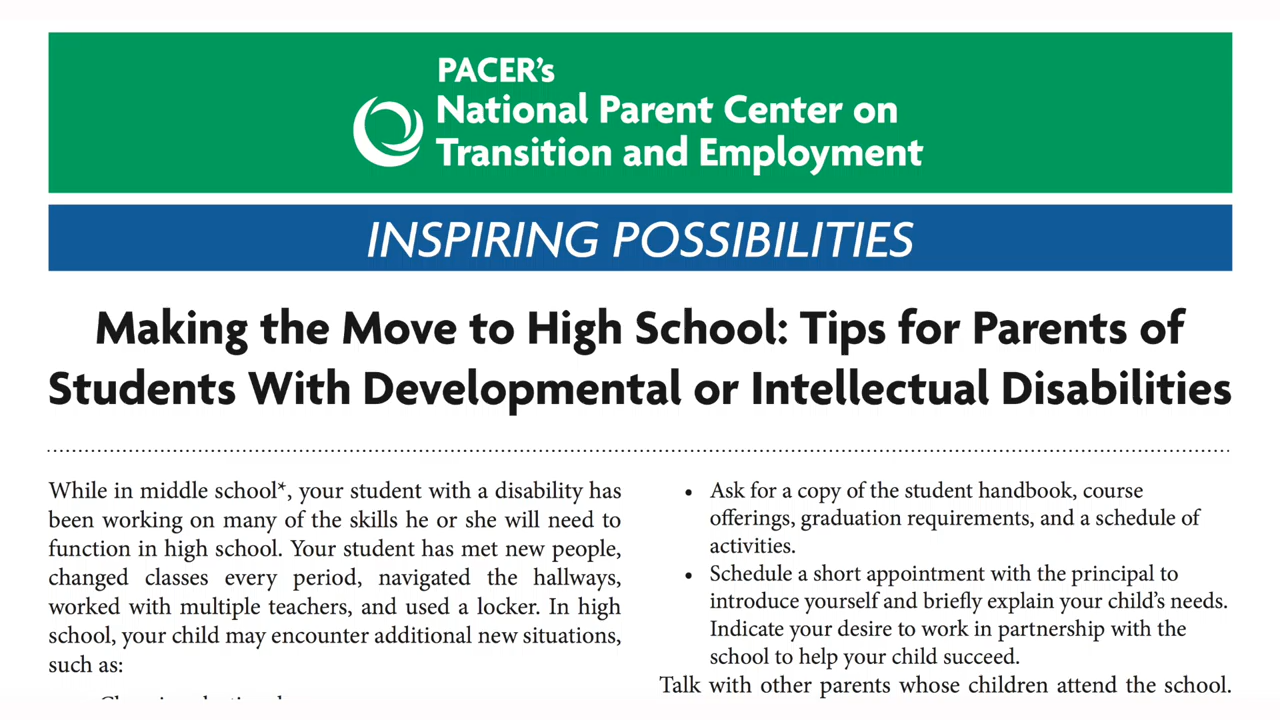 PACER's
National Parent Center on
Transition and Employment
INSPIRING POSSIBILITIES
Making the Move to High School: Tips for Parents of
Students With Developmental or Intellectual Disabilities
While in middle school*, your student with a disability has
been working on many of the skills he or she will need to
function in high school. Your student has met new people,
changed classes every period, navigated the hallways,
worked with multiple teachers, and used a locker. In high
school, your child may encounter additional new situations,
such as:
• Ask for a copy of the student handbook, course
offerings, graduation requirements, and a schedule of
activities.
• Schedule a short appointment with the principal to
introduce yourself and briefly explain your child's needs.
Indicate your desire to work in partnership with the
school to help your child succeed.
Talk with other parents whose children attend the school.